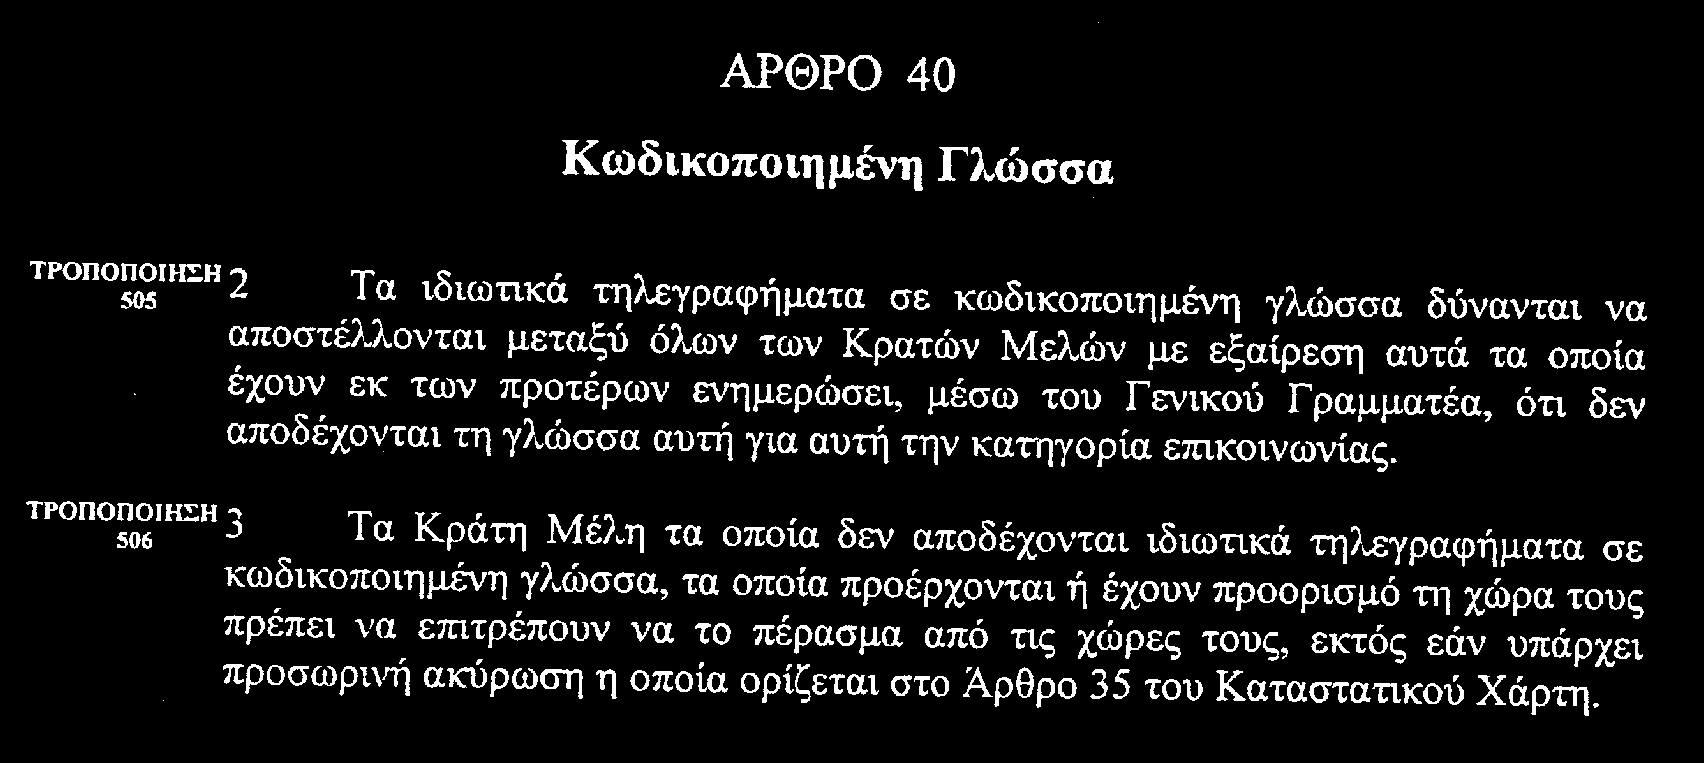 ΑΡΘΡΟ 40
Κωδικοποιημένη Γλώσσα
ΤΡΟΠΟΠΟΙΗΣΗ 2 Τα ιδιωτικά τηλεγραφήματα σε κωδικοποιημένη γλώσσα δύνανται να
505
αποστέλλονται μεταξύ όλων των Κρατών Μελών με εξαίρεση αυτά τα οποία
έχουν εκ των προτέρων ενημερώσει, μέσω του Γενικού Γραμματέα, ότι δεν
αποδέχονται τη γλώσσα αυτή για αυτή την κατηγορία επικοινωνίας.
ΤΡΟΠΟΠΟΙΗΣΗ 3 Τα Κράτη Μέλη τα οποία δεν αποδέχονται ιδιωτικά τηλεγραφήματα σε
506
κωδικοποιημένη γλώσσα, τα οποία προέρχονται ή έχουν προορισμό τη χώρα τους
πρέπει να επιτρέπουν να το πέρασμα από τις χώρες τους, εκτός εάν υπάρχει
προσωρινή ακύρωση η οποία ορίζεται στο Άρθρο 35 του Καταστατικού Χάρτη.